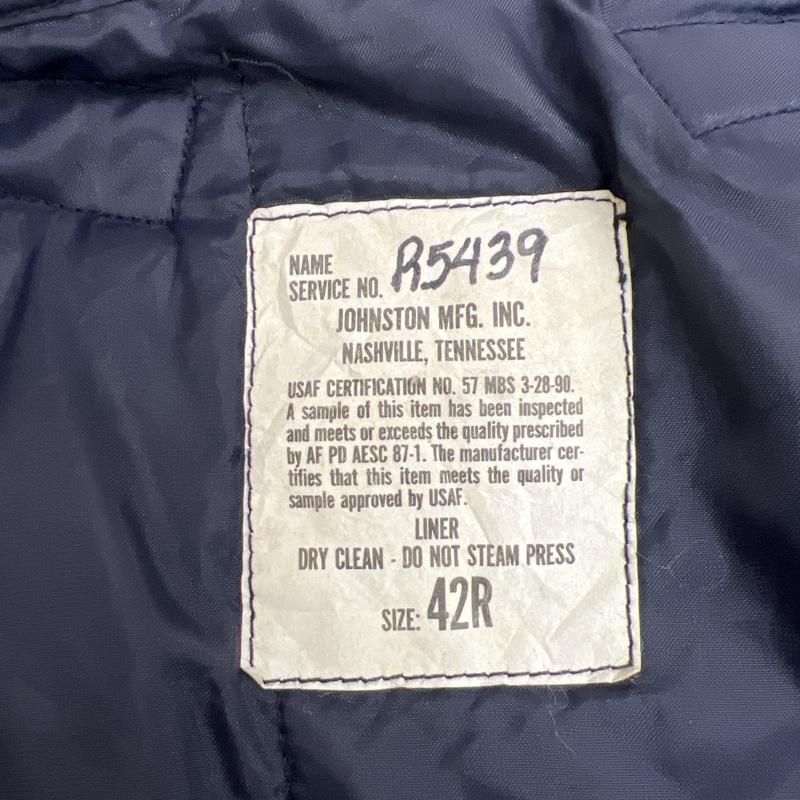 NAME
SERVICE NO. R5439
JOHNSTON MFG. INC.
NASHVILLE, TENNESSEE
USAF CERTIFICATION NO. 57 MBS 3-28-90.
A sample of this item has been inspected
and meets or exceeds the quality prescribed
by AF PD AESC 87-1. The manufacturer cer-
tifies that this item meets the quality or
sample approved by USAF.
LINER
DRY CLEAN - DO NOT STEAM PRESS
SIZE: 42R